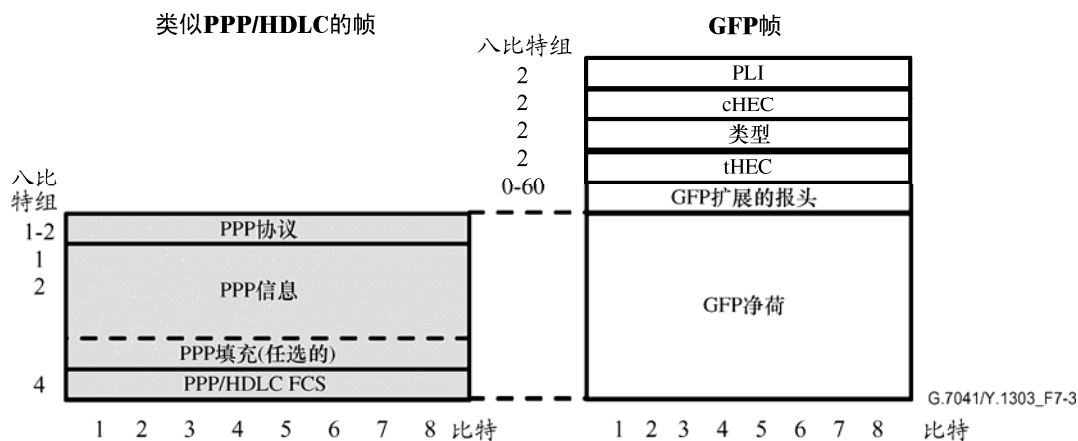 类似PPP/HDLC的帧
GFP帧
八比特组
2
PLI
2
cHEC
2
类型
2
tHEC
0-60
GFP扩展的报头
八比
特组
1-2
PPP协议
1
2
PPP信息
GFP净荷
PPP填充(任选的)
4
PPP/HDLC FCS
G.7041/Y.1303_F7-3
1 2 3 4 5 6 7 8 比特
1 2 3 4 5 6 7 8 比特